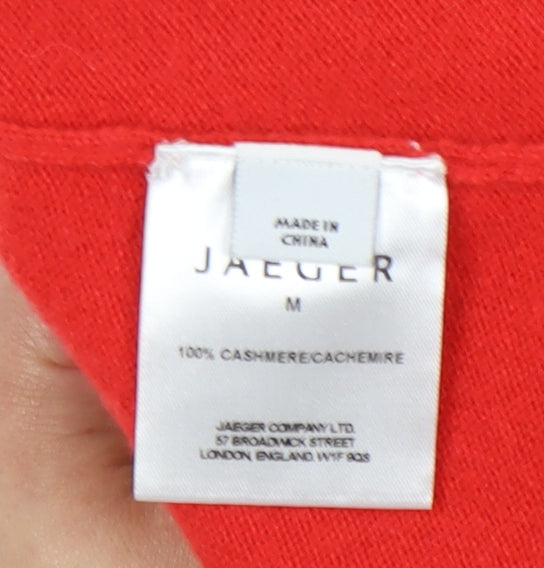 MADE IN
CHINA
JAEGER
M
100% CASHMERE/CACHEMIRE
JAEGER COMPANY LTD.
57 BROADWICK STREET
LONDON, ENGLAND. W1F 9QS